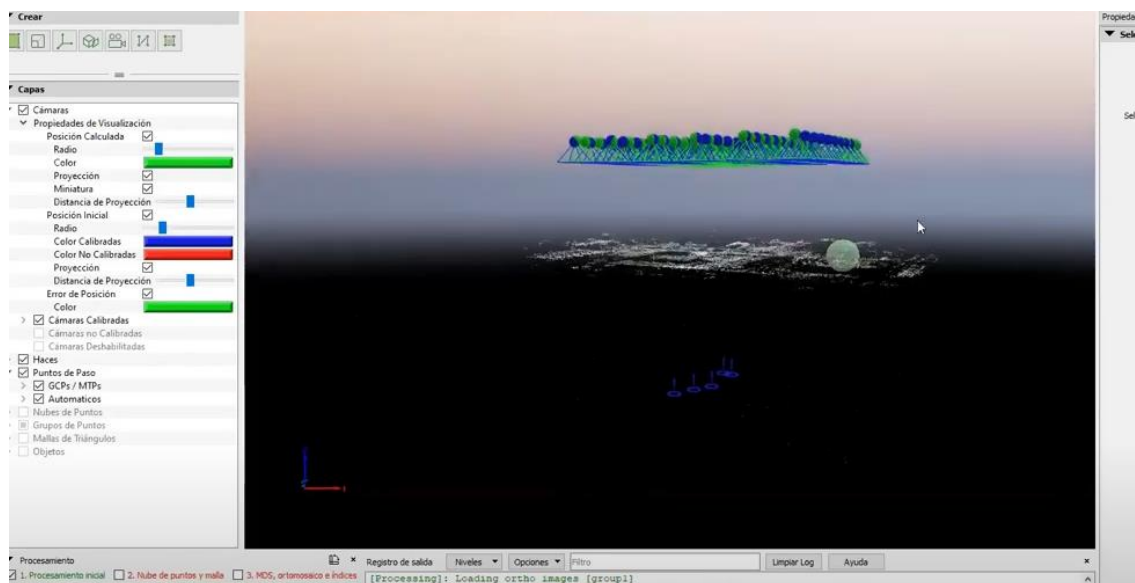 Crear
Capas
Cámaras
Propiedades de Visualización
Posición Calculada
Radio
Color
Proyección
Miniatura
Distancia de Proyección
Posición Inicial
Radio
Color Calibradas
Color No Calibradas
Proyección
Distancia de Proyección
Error de Posición
Color
Cámaras Calibradas
Cámaras no Calibradas
Cámaras Deshabilitadas
Haces
Puntos de Paso
GCPs / MTPs
Automaticos
Nubes de Puntos
Grupos de Puntos
Mallas de Triángulos
Objetos
Propieda
Sele
Sel
Procesamiento
1. Procesamiento inicial 2. Nube de puntos y malla 3. MDS, ortomosaico e índices
Registro de salida Niveles Opciones Filtro Limpiar Log Ayuda
[Processing]: Loading ortho images [group1]